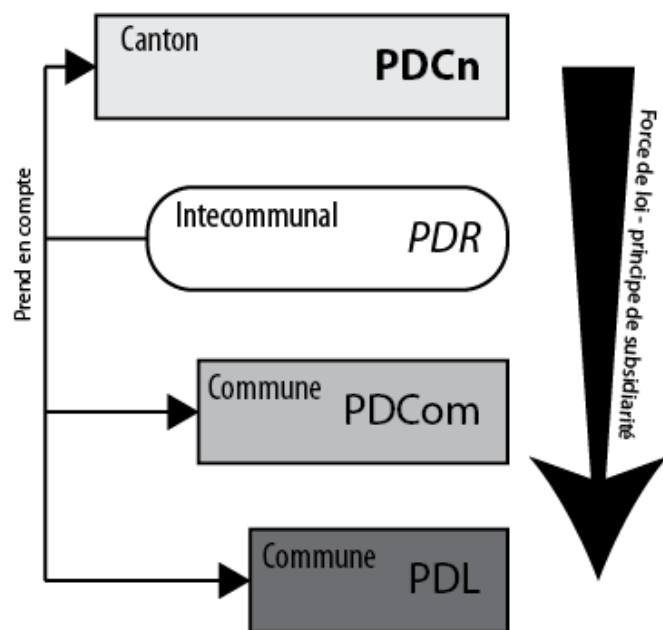 Canton
PDCn
Intecommunal
PDR
Commune
PDCom
Commune
PDL
Prend en compte
Force de loi - principe de subsidiarité